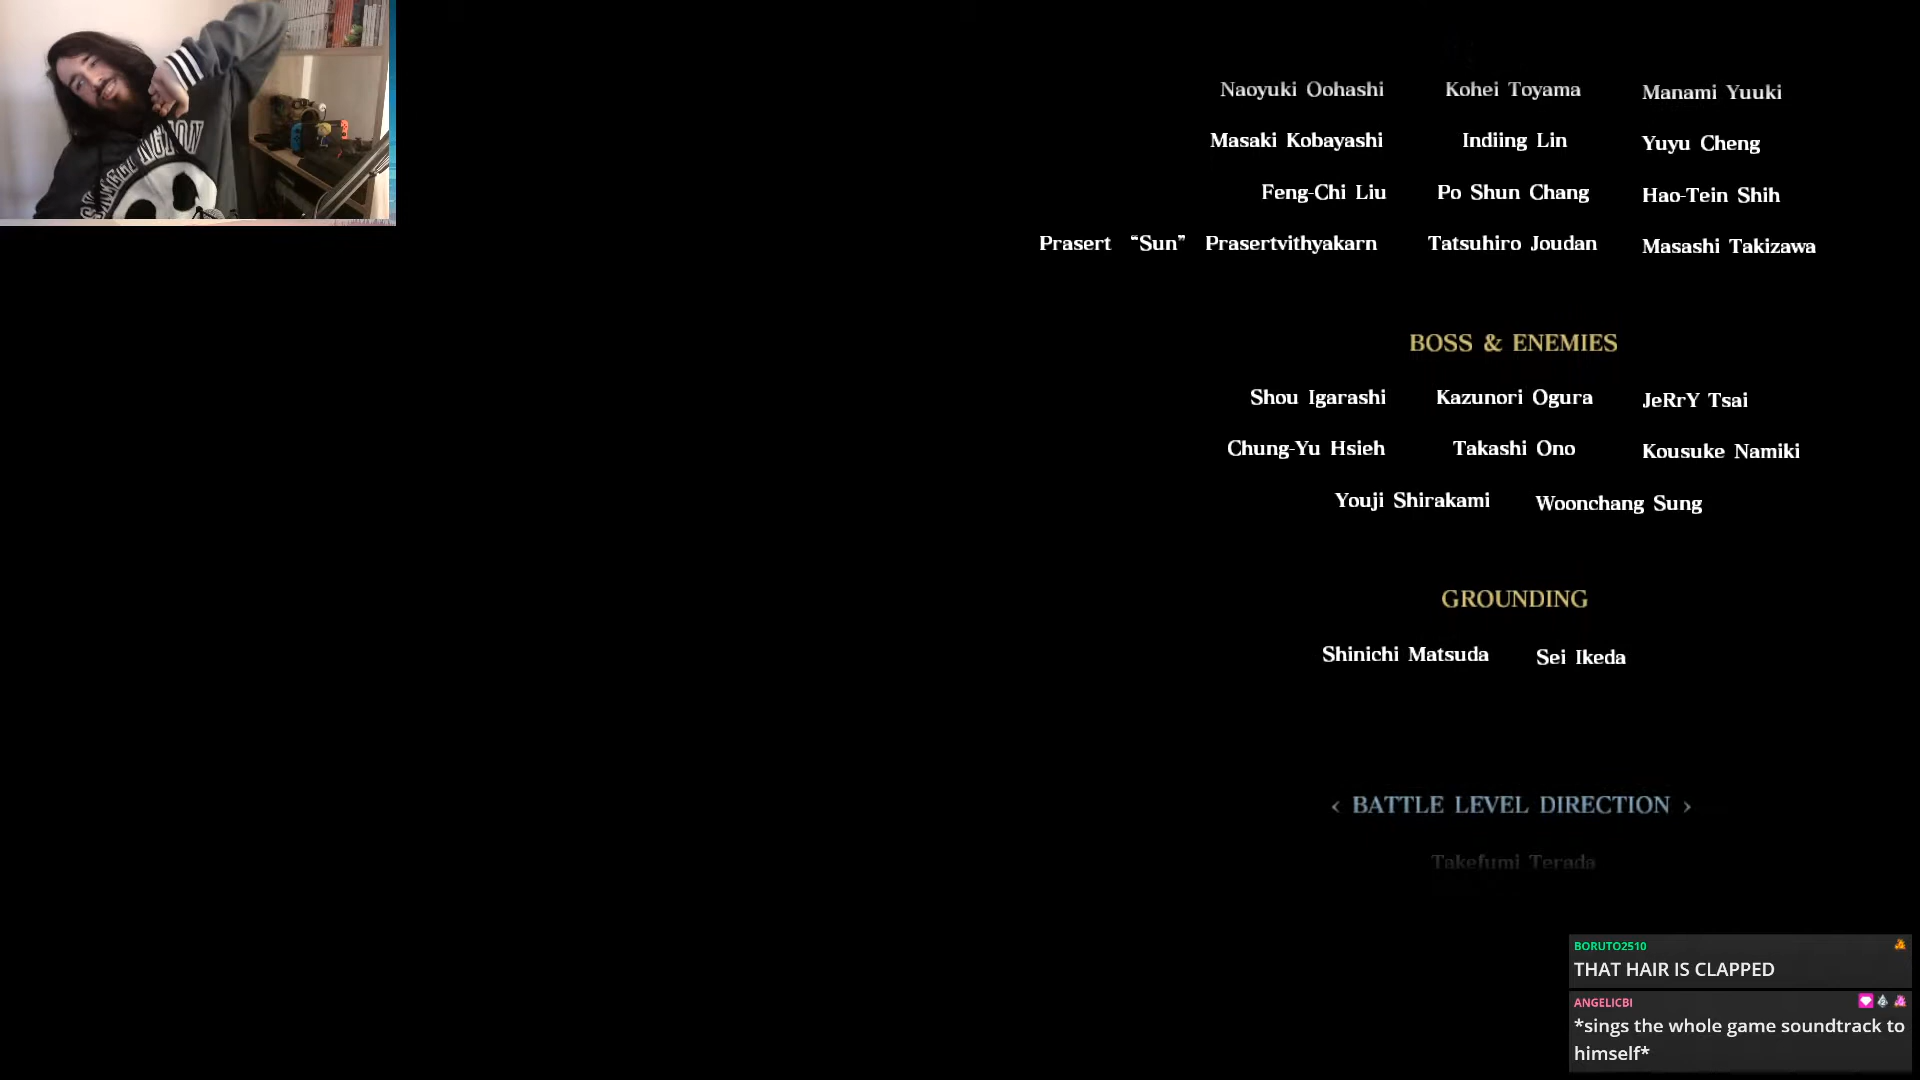 Naoyuki Oohashi Kohei Toyama Manami Yuuki
Masaki Kobayashi Indiing Lin Yuyu Cheng
Feng-Chi Liu Po Shun Chang Hao-Tein Shih
Prasert “Sun” Prasertvithyakarn Tatsuhiro Joudan Masashi Takizawa
BOSS & ENEMIES
Shou Igarashi Kazunori Ogura JeRrY Tsai
Chung-Yu Hsieh Takashi Ono Kousuke Namiki
Youji Shirakami Woonchang Sung
GROUNDING
Shinichi Matsuda Sei Ikeda
‹ BATTLE LEVEL DIRECTION ›
Takefumi Terada
BORUTO2510
THAT HAIR IS CLAPPED
ANGELICBI
*sings the whole game soundtrack to
himself*